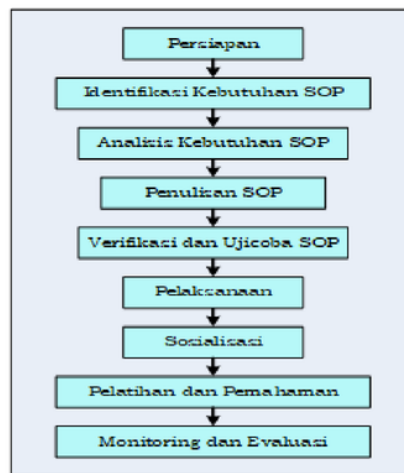 Persiapan
Identifikasi Kebutuhan SOP
Analisis Kebutuhan SOP
Penulisan SOP
Verifikasi dan Ujicoba SOP
Pelaksanaan
Sosialisasi
Pelatihan dan Pemahaman
Monitoring dan Evaluasi